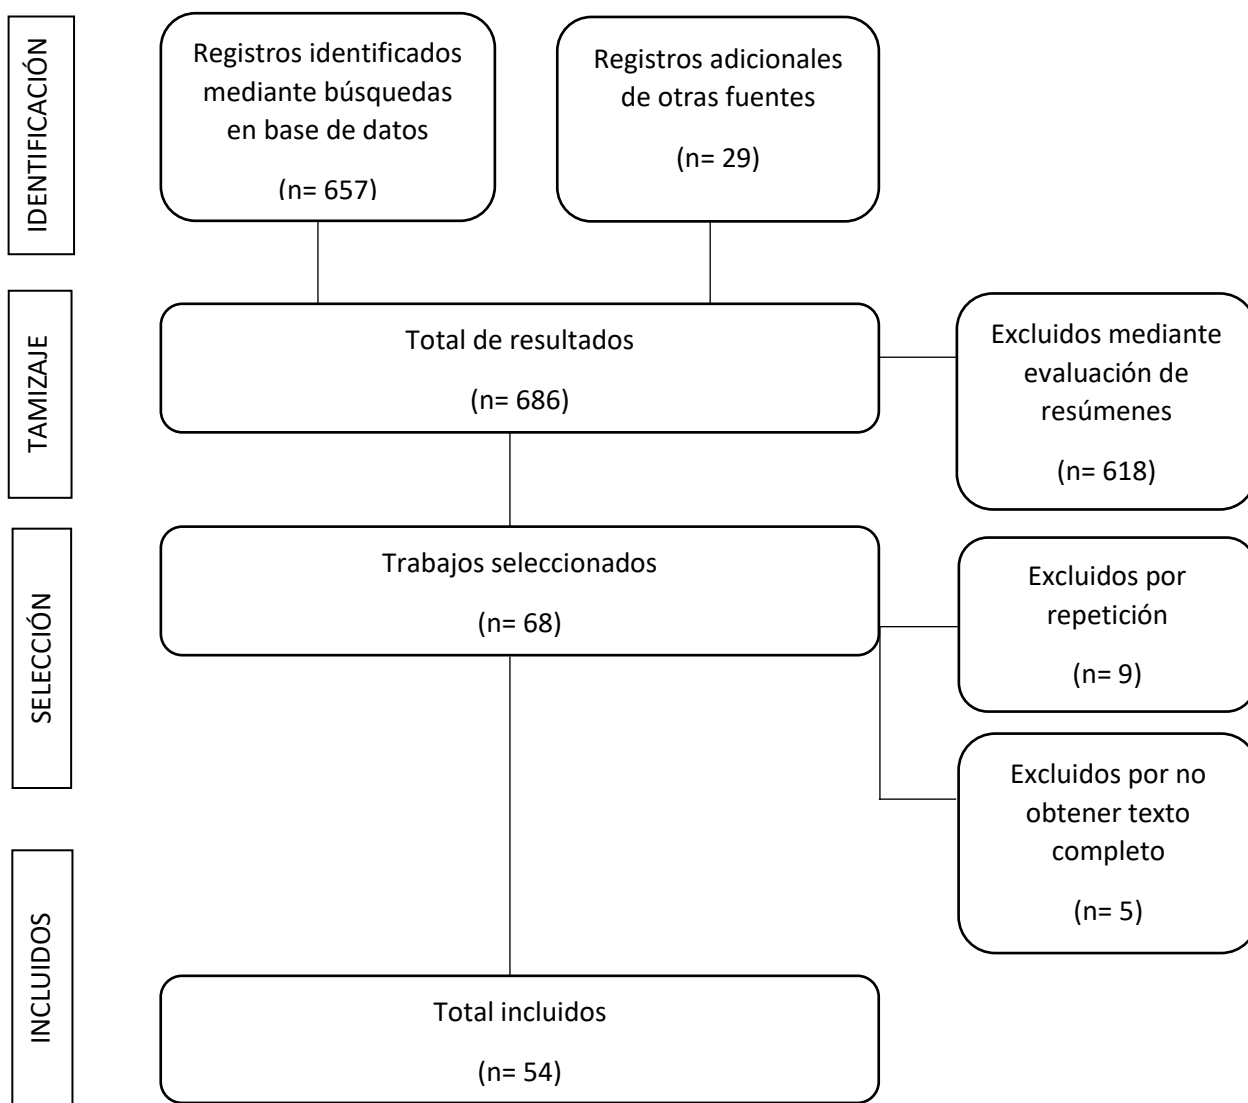 IDENTIFICACIÓN
Registros identificados
mediante búsquedas
en base de datos
(n= 657)
Registros adicionales
de otras fuentes
(n= 29)
TAMIZAJE
Total de resultados
(n= 686)
Excluidos mediante
evaluación de
resúmenes
(n= 618)
SELECCIÓN
Trabajos seleccionados
(n= 68)
Excluidos por
repetición
(n= 9)
Excluidos por no
obtener texto
completo
(n= 5)
INCLUIDOS
Total incluidos
(n= 54)